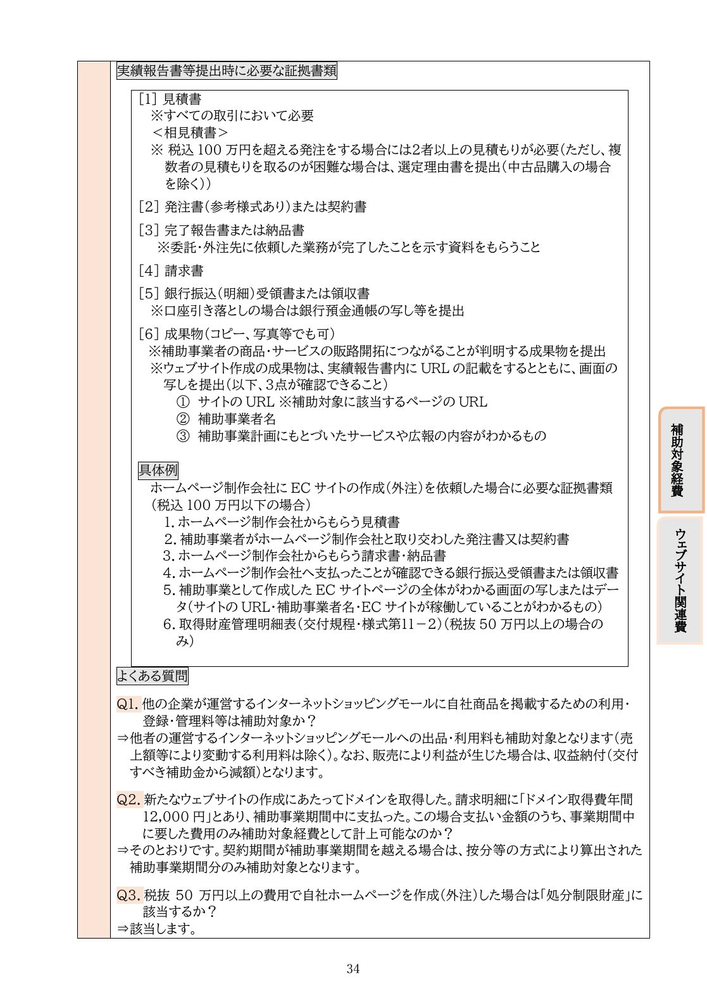 実績報告書等提出時に必要な証拠書類
[1] 見積書
※すべての取引において必要
＜相見積書＞
※ 税込 100 万円を超える発注をする場合には2者以上の見積もりが必要（ただし、複
数者の見積もりを取るのが困難な場合は、選定理由書を提出（中古品購入の場合
を除く））
[2] 発注書（参考様式あり）または契約書
[3] 完了報告書または納品書
※委託・外注先に依頼した業務が完了したことを示す資料をもらうこと
[4] 請求書
[5] 銀行振込（明細）受領書または領収書
※口座引き落としの場合は銀行預金通帳の写し等を提出
[6] 成果物（コピー、写真等でも可）
※補助事業者の商品・サービスの販路開拓につながることが判明する成果物を提出
※ウェブサイト作成の成果物は、実績報告書内に URL の記載をするとともに、画面の
写しを提出（以下、3点が確認できること）
① サイトの URL ※補助対象に該当するページの URL
② 補助事業者名
③ 補助事業計画にもとづいたサービスや広報の内容がわかるもの
具体例
ホームページ制作会社に EC サイトの作成（外注）を依頼した場合に必要な証拠書類
（税込 100 万円以下の場合）
1. ホームページ制作会社からもらう見積書
2. 補助事業者がホームページ制作会社と取り交わした発注書又は契約書
3. ホームページ制作会社からもらう請求書・納品書
4. ホームページ制作会社へ支払ったことが確認できる銀行振込受領書または領収書
5. 補助事業として作成した EC サイトページの全体がわかる画面の写しまたはデー
タ（サイトの URL・補助事業者名・EC サイトが稼働していることがわかるもの）
6. 取得財産管理明細表（交付規程・様式第11－2）（税抜 50 万円以上の場合の
み）
よくある質問
Q1. 他の企業が運営するインターネットショッピングモールに自社商品を掲載するための利用・
登録・管理料等は補助対象か？
⇒他者の運営するインターネットショッピングモールへの出品・利用料も補助対象となります（売
上額等により変動する利用料は除く）。なお、販売により利益が生じた場合は、収益納付（交付
すべき補助金から減額）となります。
Q2. 新たなウェブサイトの作成にあたってドメインを取得した。請求明細に「ドメイン取得費年間
12,000 円」とあり、補助事業期間中に支払った。この場合支払い金額のうち、事業期間中
に要した費用のみ補助対象経費として計上可能なのか？
⇒そのとおりです。契約期間が補助事業期間を越える場合は、按分等の方式により算出された
補助事業期間分のみ補助対象となります。
Q3. 税抜 50 万円以上の費用で自社ホームページを作成（外注）した場合は「処分制限財産」に
該当するか？
⇒該当します。
補助対象経費
ウェブサイト関連費
34